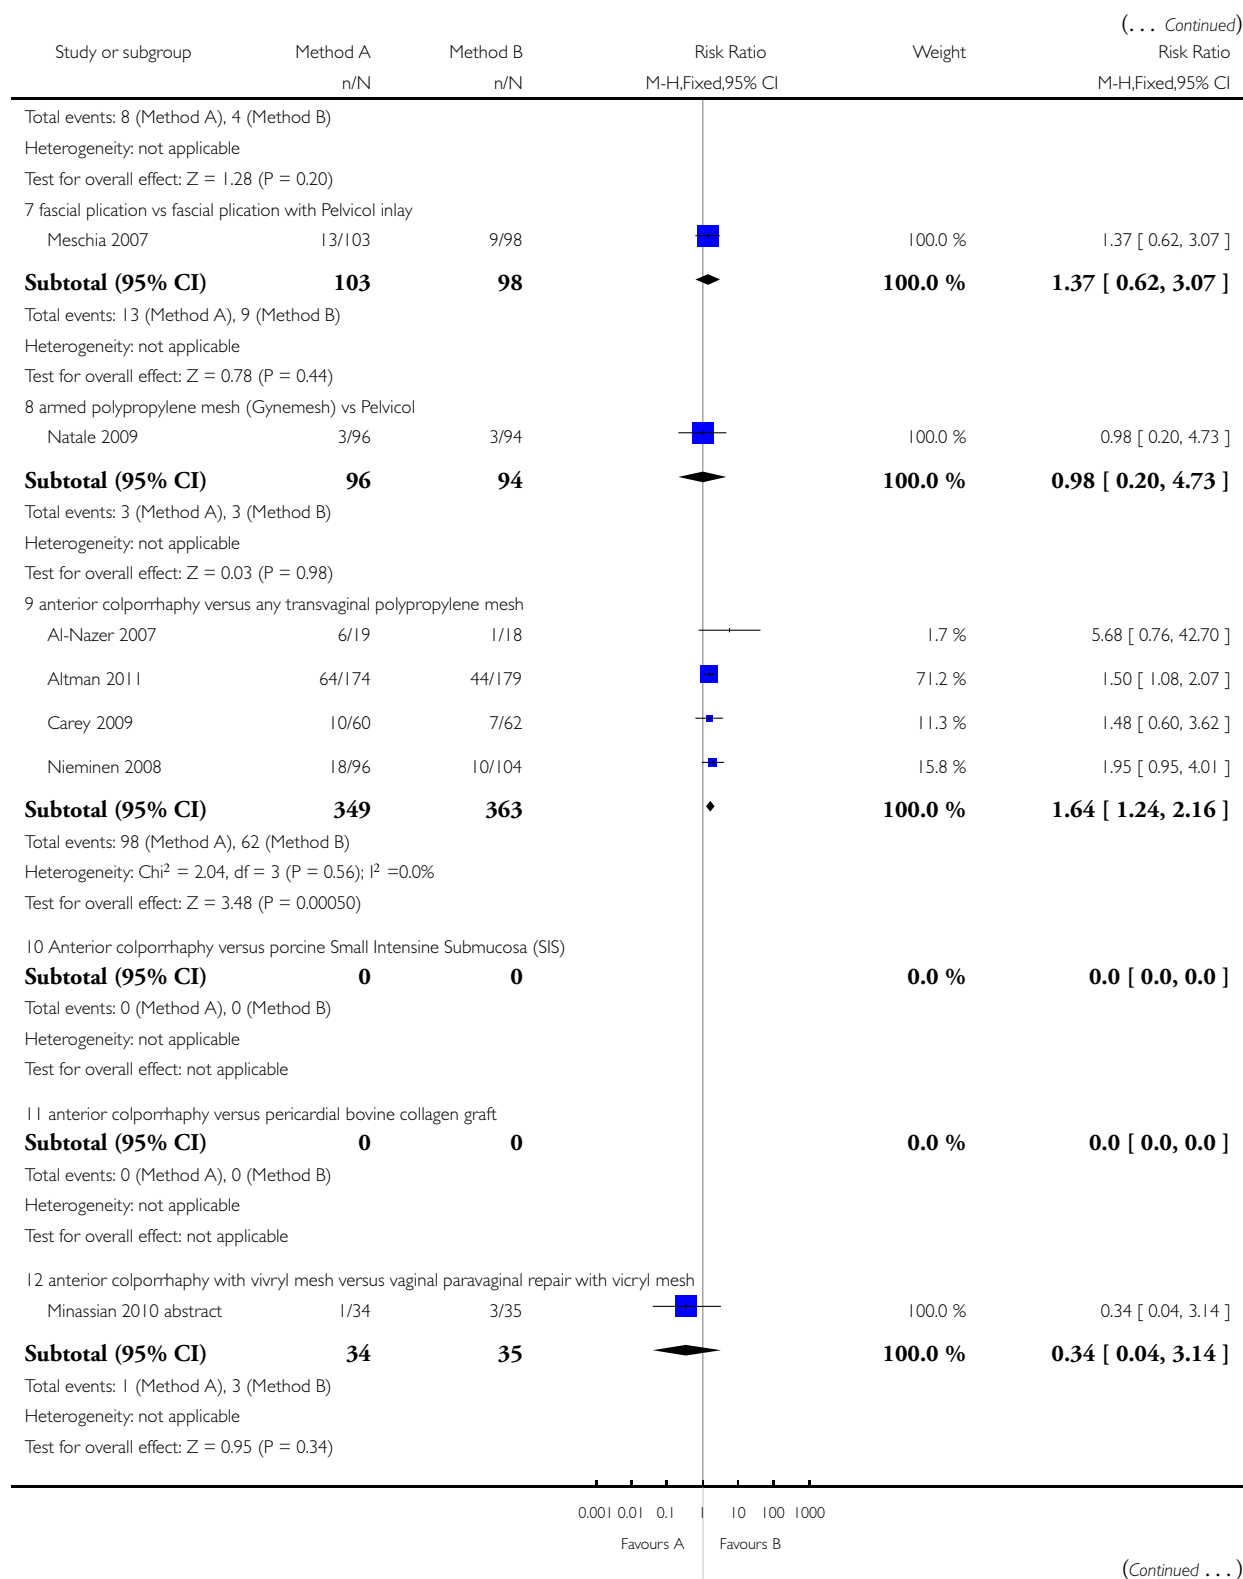 (... Continued)
Study or subgroup Method A Method B Risk Ratio Weight Risk Ratio
n/N n/N M-H,Fixed,95% CI M-H,Fixed,95% CI
Total events: 8 (Method A), 4 (Method B)
Heterogeneity: not applicable
Test for overall effect: Z = 1.28 (P = 0.20)
7 fascial plication vs fascial plication with Pelvicol inlay
Meschia 2007 13/103 9/98 100.0 % 1.37 [ 0.62, 3.07 ]
Subtotal (95% CI) 103 98 100.0 % 1.37 [ 0.62, 3.07 ]
Total events: 13 (Method A), 9 (Method B)
Heterogeneity: not applicable
Test for overall effect: Z = 0.78 (P = 0.44)
8 armed polypropylene mesh (Gynemesh) vs Pelvicol
Natale 2009 3/96 3/94 100.0 % 0.98 [ 0.20, 4.73 ]
Subtotal (95% CI) 96 94 100.0 % 0.98 [ 0.20, 4.73 ]
Total events: 3 (Method A), 3 (Method B)
Heterogeneity: not applicable
Test for overall effect: Z = 0.03 (P = 0.98)
9 anterior colporrhaphy versus any transvaginal polypropylene mesh
Al-Nazer 2007 6/19 1/18 1.7 % 5.68 [ 0.76, 42.70 ]
Altman 2011 64/174 44/179 71.2 % 1.50 [ 1.08, 2.07 ]
Carey 2009 10/60 7/62 11.3 % 1.48 [ 0.60, 3.62 ]
Nieminen 2008 18/96 10/104 15.8 % 1.95 [ 0.95, 4.01 ]
Subtotal (95% CI) 349 363 100.0 % 1.64 [ 1.24, 2.16 ]
Total events: 98 (Method A), 62 (Method B)
Heterogeneity: Chi² = 2.04, df = 3 (P = 0.56); I² =0.0%
Test for overall effect: Z = 3.48 (P = 0.00050)
10 Anterior colporrhaphy versus porcine Small Intensine Submucosa (SIS)
Subtotal (95% CI) 0 0 0.0 % 0.0 [ 0.0, 0.0 ]
Total events: 0 (Method A), 0 (Method B)
Heterogeneity: not applicable
Test for overall effect: not applicable
11 anterior colporrhaphy versus pericardial bovine collagen graft
Subtotal (95% CI) 0 0 0.0 % 0.0 [ 0.0, 0.0 ]
Total events: 0 (Method A), 0 (Method B)
Heterogeneity: not applicable
Test for overall effect: not applicable
12 anterior colporrhaphy with vivryl mesh versus vaginal paravaginal repair with vicryl mesh
Minassian 2010 abstract 1/34 3/35 100.0 % 0.34 [ 0.04, 3.14 ]
Subtotal (95% CI) 34 35 100.0 % 0.34 [ 0.04, 3.14 ]
Total events: 1 (Method A), 3 (Method B)
Heterogeneity: not applicable
Test for overall effect: Z = 0.95 (P = 0.34)
0.001 0.01 0.1 1 10 100 1000
Favours A Favours B
(Continued ...)